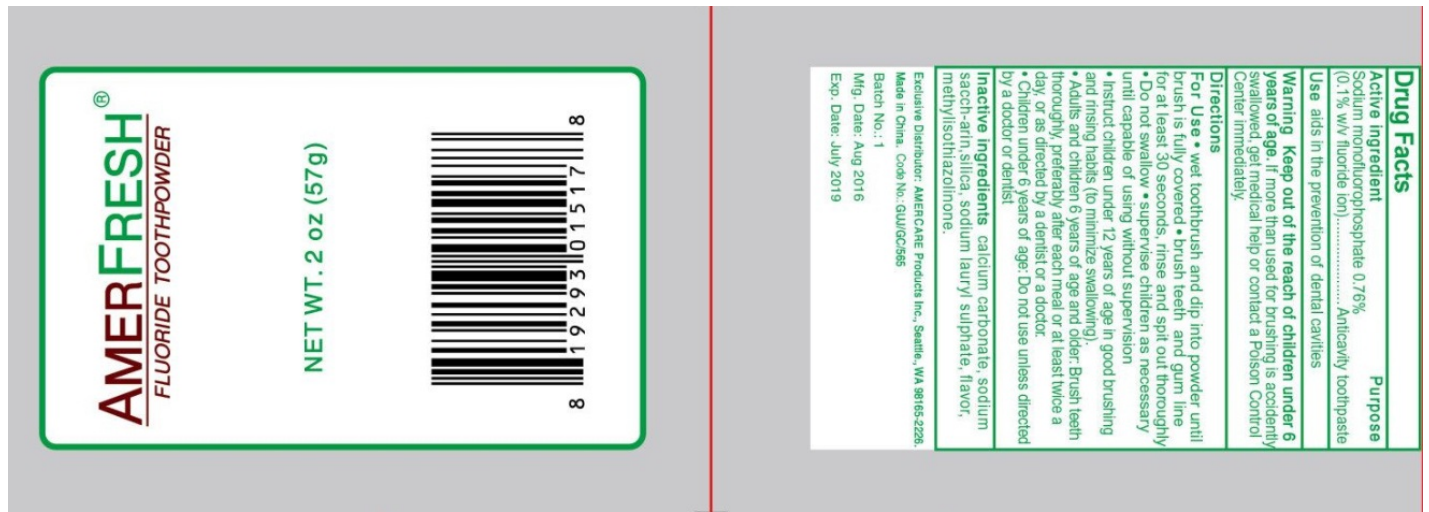 AMERFRESH®
FLUORIDE TOOTHPOWDER
NET WT. 2 oz (57g)
8 19293 01517 8
Drug Facts
Active ingredient Purpose
Sodium monofluorophosphate 0.76%
(0.1% w/v fluoride ion)................ Anticavity toothpaste
Use aids in the prevention of dental cavities
Warning Keep out of the reach of children under 6
years of age. If more than used for brushing is accidently
swallowed, get medical help or contact a Poison Control
Center immediately.
Directions
For Use • wet toothbrush and dip into powder until
brush is fully covered • brush teeth and gum line
for at least 30 seconds, rinse and spit out thoroughly
• Do not swallow • supervise children as necessary
until capable of using without supervision
• Instruct children under 12 years of age in good brushing
and rinsing habits (to minimize swallowing).
• Adults and children 6 years of age and older: Brush teeth
thoroughly, preferably after each meal or at least twice a
day, or as directed by a dentist or a doctor.
• Children under 6 years of age: Do not use unless directed
by a doctor or dentist
Inactive ingredients calcium carbonate, sodium
sacch-arin,silica, sodium lauryl sulphate, flavor,
methylisothiazolinone.
Exclusive Distributor: AMERCARE Products Inc., Seattle., WA 98165-2226.
Made in China. Code No.: GUJ/GC/565
Batch No.: 1
Mfg. Date: Aug 2016
Exp. Date: July 2019